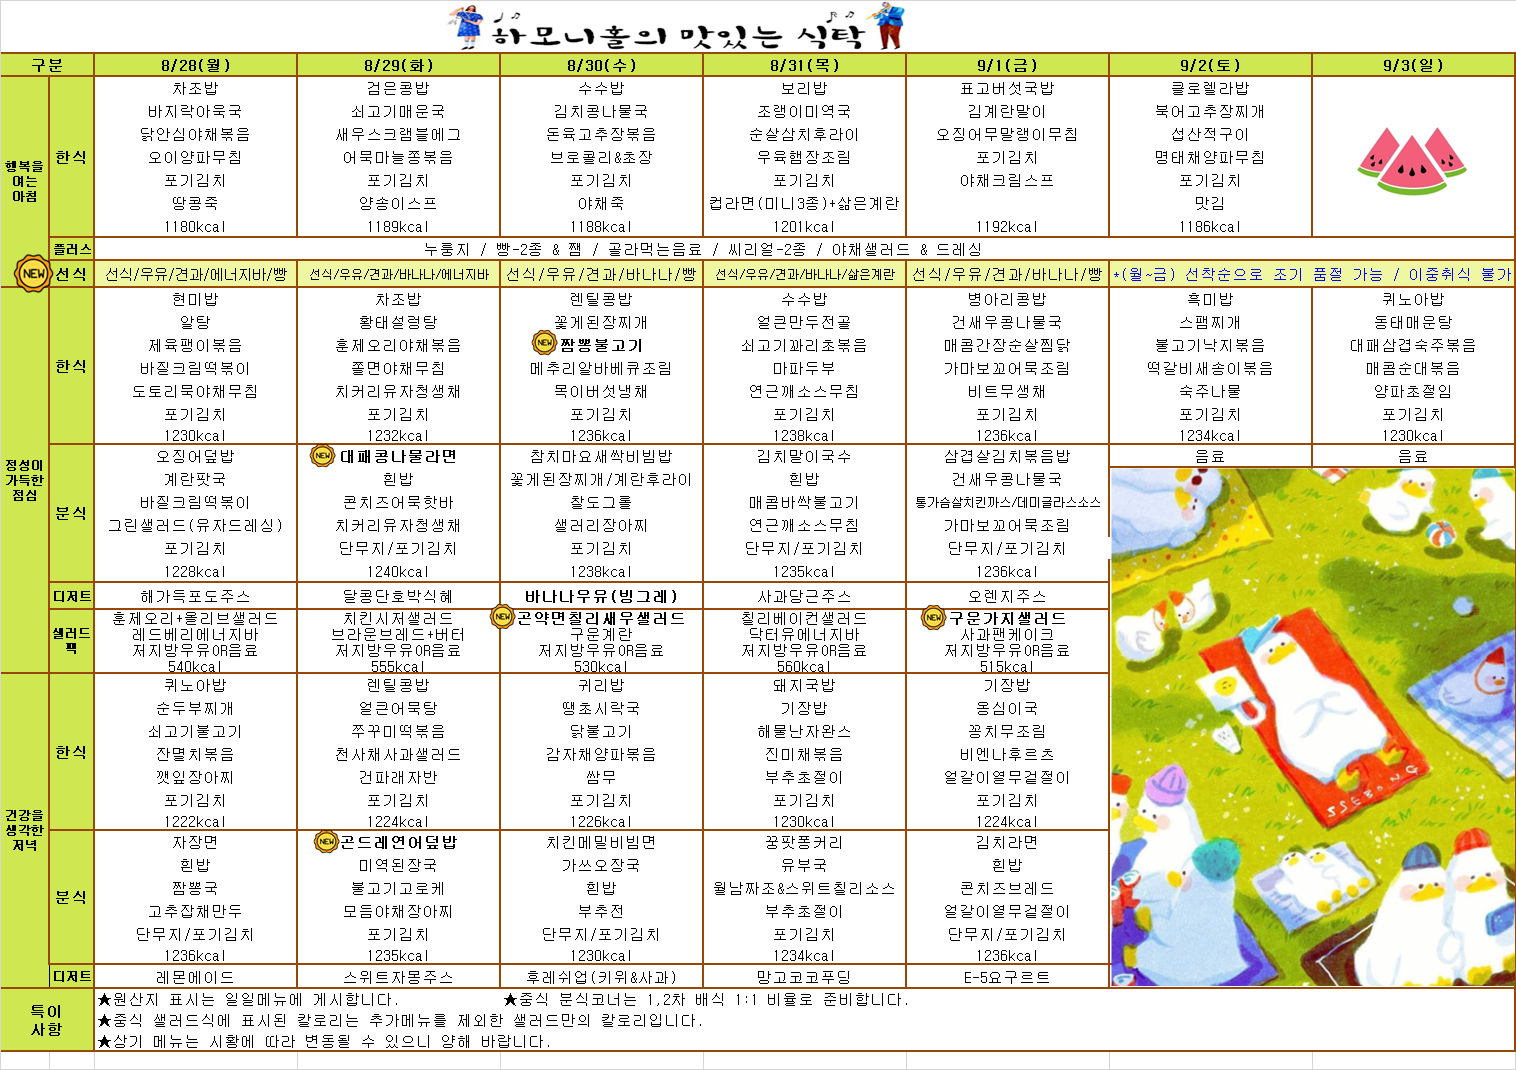 하모니홀의 맛있는 식탁
구분 8/28(월) 8/29(화) 8/30(수) 8/31(목) 9/1(금) 9/2(토) 9/3(일)
행복을 여는 아침
한식
차조밥 검은콩밥 수수밥 보리밥 표고버섯국밥 클로렐라밥
바지락아욱국 쇠고기매운국 김치콩나물국 조랭이미역국 김계란말이 북어고추장찌개
닭안심야채볶음 새우스크램블에그 돈육고추장볶음 순살삼치후라이 오징어무말랭이무침 섭산적구이
오이양파무침 어묵마늘쫑볶음 브로콜리&초장 우육햄장조림 포기김치 명태채양파무침
포기김치 포기김치 포기김치 포기김치 야채크림스프 포기김치
땅콩죽 양송이스프 야채죽 컵라면(미니3종)+삶은계란 맛김
1180kcal 1189kcal 1188kcal 1201kcal 1192kcal 1186kcal
플러스 누룽지 / 빵-2종 & 잼 / 골라먹는음료 / 씨리얼-2종 / 야채샐러드 & 드레싱
NEW 선식 선식/우유/견과/에너지바/빵 선식/우유/견과/바나나/에너지바 선식/우유/견과/바나나/빵 선식/우유/견과/바나나/삶은계란 선식/우유/견과/바나나/빵 *(월~금) 선착순으로 조기 품절 가능 / 이중취식 불가
정성이 가득한 점심
한식
현미밥 차조밥 렌틸콩밥 수수밥 병아리콩밥 흑미밥 퀴노아밥
알탕 황태설렁탕 꽃게된장찌개 얼큰만두전골 건새우콩나물국 스팸찌개 동태매운탕
제육팽이볶음 훈제오리야채볶음 NEW 짬뽕불고기 쇠고기꽈리초볶음 매콤간장순살찜닭 불고기낙지볶음 대패삼겹숙주볶음
바질크림떡볶이 쫄면야채무침 메추리알바베큐조림 마파두부 가마보꼬어묵조림 떡갈비새송이볶음 매콤순대볶음
도토리묵야채무침 치커리유자청생채 목이버섯냉채 연근깨소스무침 비트무생채 숙주나물 양파초절임
포기김치 포기김치 포기김치 포기김치 포기김치 포기김치 포기김치
1230kcal 1232kcal 1236kcal 1238kcal 1236kcal 1234kcal 1230kcal
분식
오징어덮밥 NEW 대패콩나물라면 참치마요새싹비빔밥 김치말이국수 삼겹살김치볶음밥 음료 음료
계란팟국 흰밥 꽃게된장찌개/계란후라이 흰밥 건새우콩나물국
바질크림떡볶이 콘치즈어묵핫바 찰도그롤 매콤바싹불고기 통가슴살치킨까스/데미글라스소스
그린샐러드(유자드레싱) 치커리유자청생채 샐러리장아찌 연근깨소스무침 가마보꼬어묵조림
포기김치 단무지/포기김치 포기김치 단무지/포기김치 단무지/포기김치
1228kcal 1240kcal 1238kcal 1235kcal 1236kcal
디저트 해가득포도주스 달콩단호박식혜 바나나우유(빙그레) 사과당근주스 오렌지주스
샐러드팩
훈제오리+올리브샐러드 치킨시저샐러드 NEW 곤약면칠리새우샐러드 칠리베이컨샐러드 NEW 구운가지샐러드
레드베리에너지바 브라운브레드+버터 구운계란 닥터유에너지바 사과팬케이크
저지방우유OR음료 저지방우유OR음료 저지방우유OR음료 저지방우유OR음료 저지방우유OR음료
540kcal 555kcal 530kcal 560kcal 515kcal
건강을 생각한 저녁
한식
퀴노아밥 렌틸콩밥 귀리밥 돼지국밥 기장밥
순두부찌개 얼큰어묵탕 땡초시락국 기장밥 옹심이국
쇠고기불고기 쭈꾸미떡볶음 닭불고기 해물난자완스 꽁치무조림
잔멸치볶음 천사채사과샐러드 감자채양파볶음 진미채볶음 비엔나후르츠
깻잎장아찌 건파래자반 쌈무 부추초절이 얼갈이열무겉절이
포기김치 포기김치 포기김치 포기김치 포기김치
1222kcal 1224kcal 1226kcal 1230kcal 1224kcal
분식
자장면 NEW 곤드레연어덮밥 치킨메밀비빔면 꿍팟퐁커리 김치라면
흰밥 미역된장국 가쓰오장국 유부국 흰밥
짬뽕국 불고기고로케 흰밥 월남짜조&스위트칠리소스 콘치즈브레드
고추잡채만두 모듬야채장아찌 부추전 부추초절이 얼갈이열무겉절이
단무지/포기김치 포기김치 단무지/포기김치 포기김치 단무지/포기김치
1236kcal 1235kcal 1230kcal 1234kcal 1236kcal
디저트 레몬에이드 스위트자몽주스 후레쉬업(키위&사과) 망고코코푸딩 E-5요구르트
SSEBONG
특이사항
★원산지 표시는 일일메뉴에 게시합니다. ★중식 분식코너는 1,2차 배식 1:1 비율로 준비합니다.
★중식 샐러드식에 표시된 칼로리는 추가메뉴를 제외한 샐러드만의 칼로리입니다.
★상기 메뉴는 시황에 따라 변동될 수 있으니 양해 바랍니다.